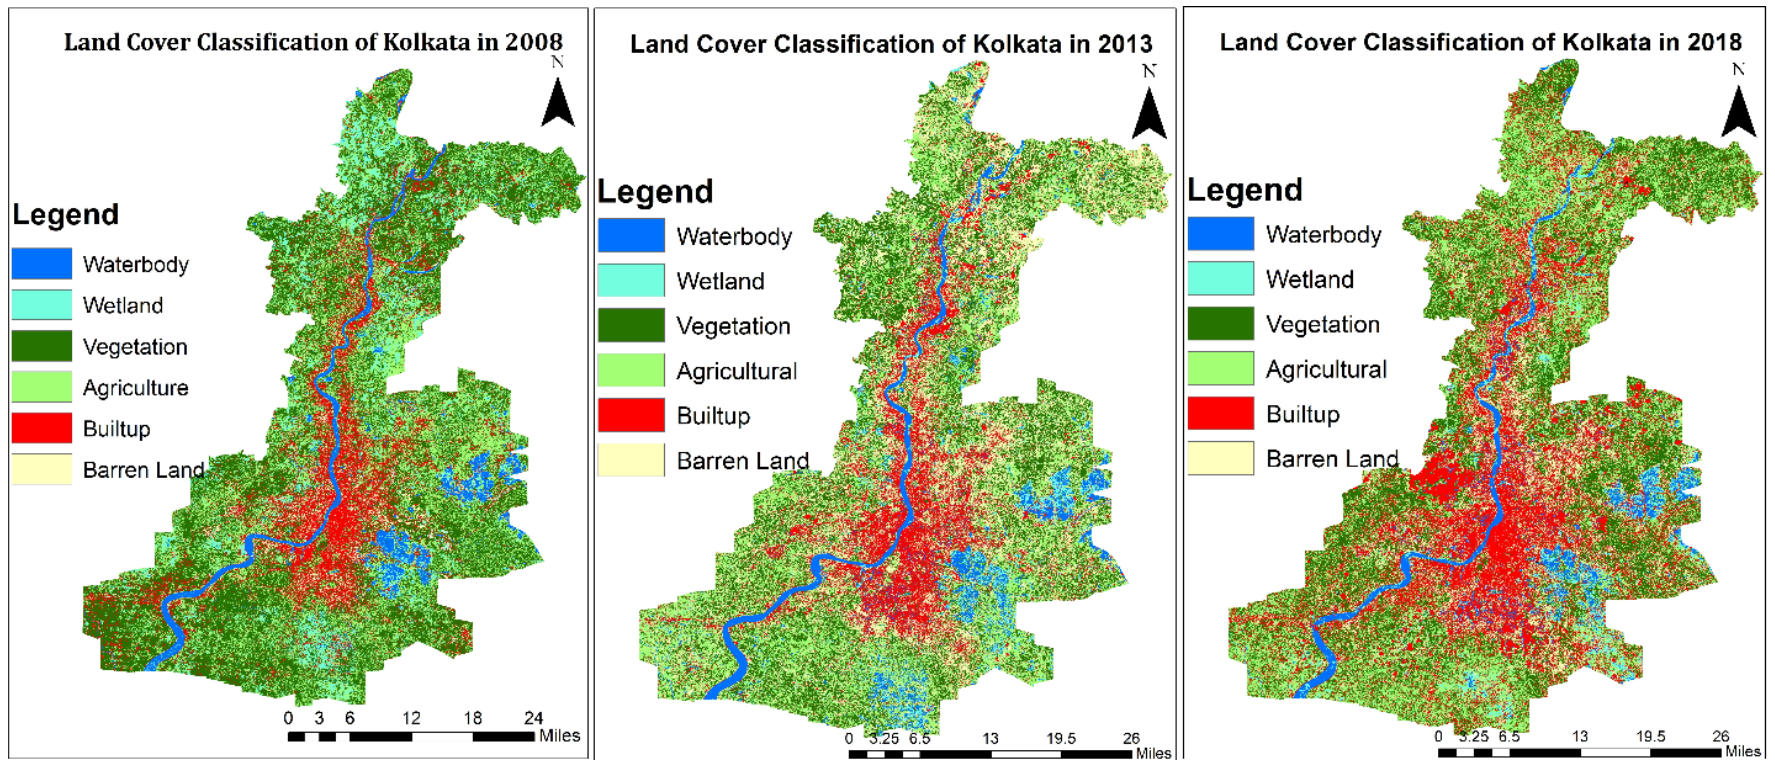 Land Cover Classification of Kolkata in 2008
N
Legend
Waterbody
Wetland
Vegetation
Agriculture
Builtup
Barren Land
0 3 6 12 18 24
Miles
Land Cover Classification of Kolkata in 2013
N
Legend
Waterbody
Wetland
Vegetation
Agricultural
Builtup
Barren Land
0 3.25 6.5 13 19.5 26
Miles
Land Cover Classification of Kolkata in 2018
N
Legend
Waterbody
Wetland
Vegetation
Agricultural
Builtup
Barren Land
0 3.25 6.5 13 19.5 26
Miles